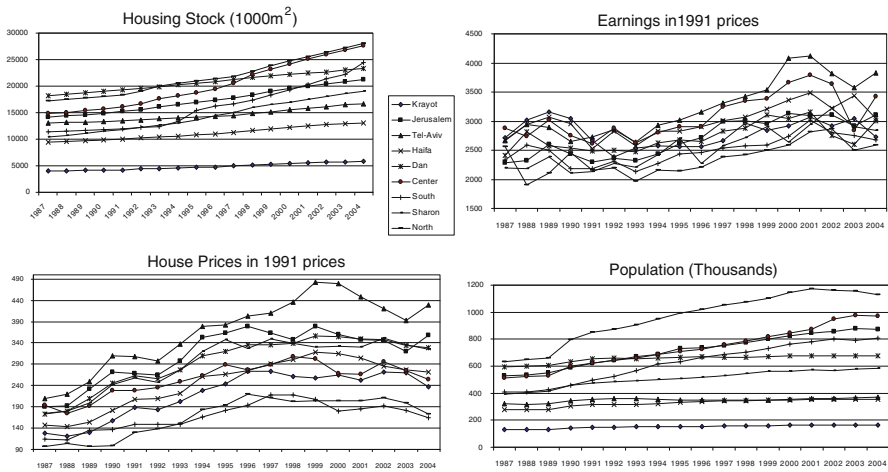 Housing Stock (1000m²)
30000
25000
20000
15000
10000
5000
0
1987 1988 1989 1990 1991 1992 1993 1994 1995 1996 1997 1998 1999 2000 2001 2002 2003 2004
Krayot
Jerusalem
Tel-Aviv
Haifa
Dan
Center
South
Sharon
North
Earnings in1991 prices
4500
4000
3500
3000
2500
2000
1500
1987 1988 1989 1990 1991 1992 1993 1994 1995 1996 1997 1998 1999 2000 2001 2002 2003 2004
House Prices in 1991 prices
490
440
390
340
290
240
190
140
90
1987 1988 1989 1990 1991 1992 1993 1994 1995 1996 1997 1998 1999 2000 2001 2002 2003 2004
Population (Thousands)
1200
1000
800
600
400
200
0
1987 1988 1989 1990 1991 1992 1993 1994 1995 1996 1997 1998 1999 2000 2001 2002 2003 2004